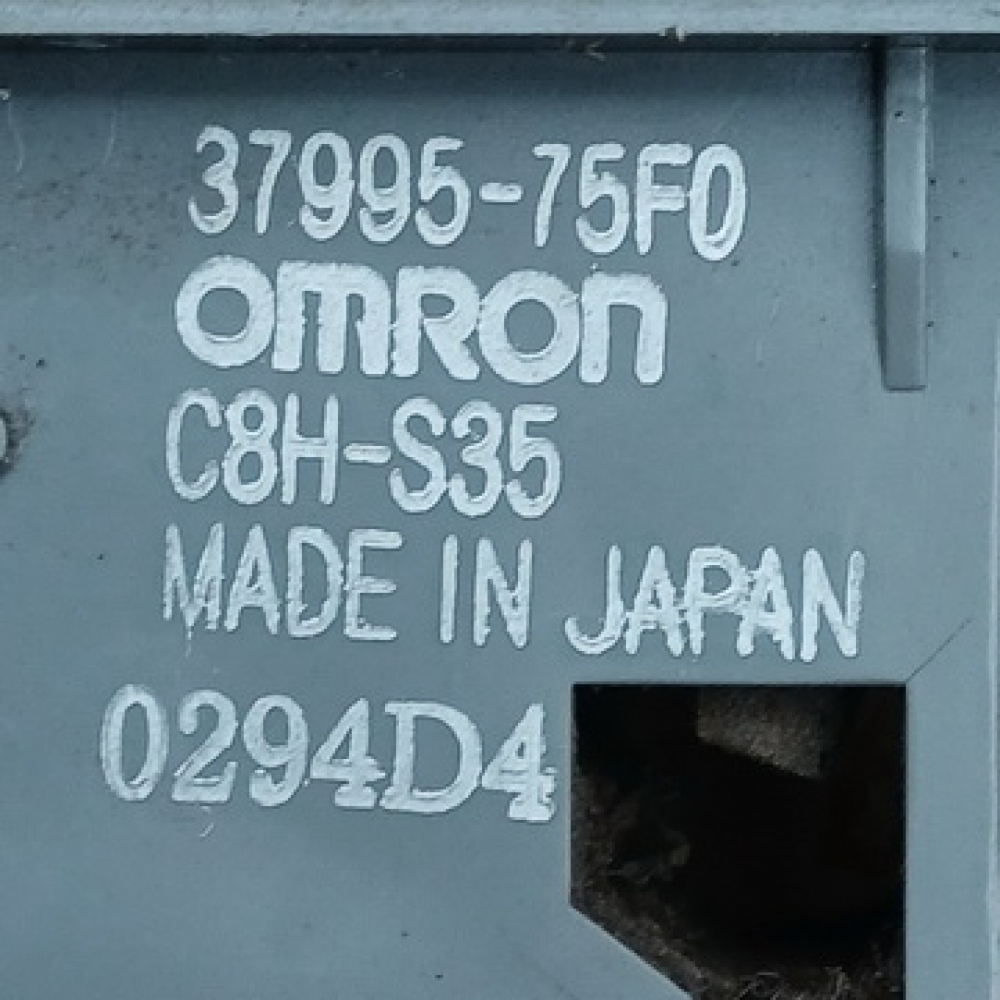 37995-75F0
OMRON
C8H-S35
MADE IN JAPAN
0294D4